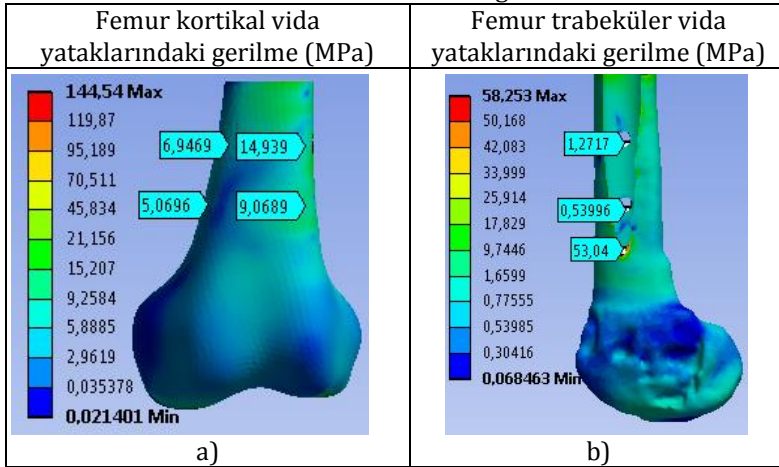 Femur kortikal vida
yataklarındaki gerilme (MPa)
Femur trabeküler vida
yataklarındaki gerilme (MPa)
144,54 Max
119,87
95,189
70,511
45,834
21,156
15,207
9,2584
5,8885
2,9619
0,035378
0,021401 Min
6,9469
14,939
5,0696
9,0689
58,253 Max
50,168
42,083
33,999
25,914
17,829
9,7446
1,6599
0,77555
0,53985
0,30416
0,068463 Min
1,2717
0,53996
53,04
a)
b)